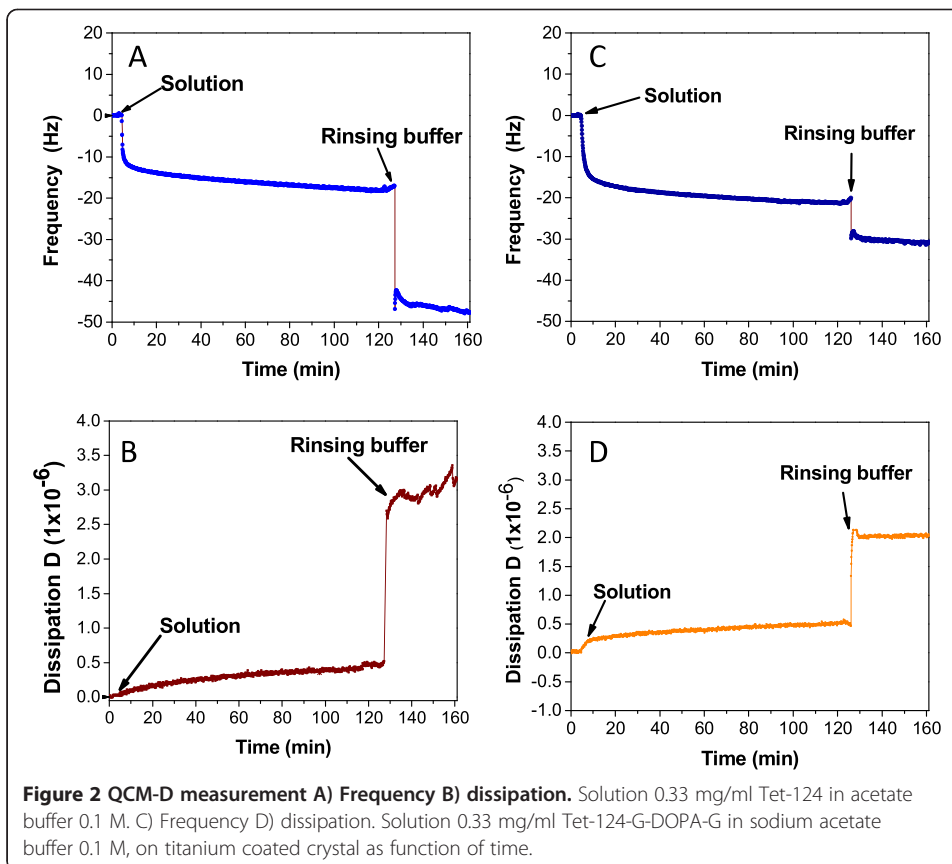 A
20
10
0
-10
-20
-30
-40
-50
Frequency (Hz)
Solution
Rinsing buffer
0 20 40 60 80 100 120 140 160
Time (min)
C
20
10
0
-10
-20
-30
-40
-50
Frequency (Hz)
Solution
Rinsing buffer
0 20 40 60 80 100 120 140 160
Time (min)
B
4.0
3.5
3.0
2.5
2.0
1.5
1.0
0.5
0.0
Dissipation D (1x10-6)
Rinsing buffer
Solution
0 20 40 60 80 100 120 140 160
Time (min)
D
4.0
3.5
3.0
2.5
2.0
1.5
1.0
0.5
0.0
-0.5
-1.0
Dissipation D (1x10-6)
Rinsing buffer
Solution
0 20 40 60 80 100 120 140 160
Time (min)
Figure 2 QCM-D measurement A) Frequency B) dissipation. Solution 0.33 mg/ml Tet-124 in acetate
buffer 0.1 M. C) Frequency D) dissipation. Solution 0.33 mg/ml Tet-124-G-DOPA-G in sodium acetate
buffer 0.1 M, on titanium coated crystal as function of time.